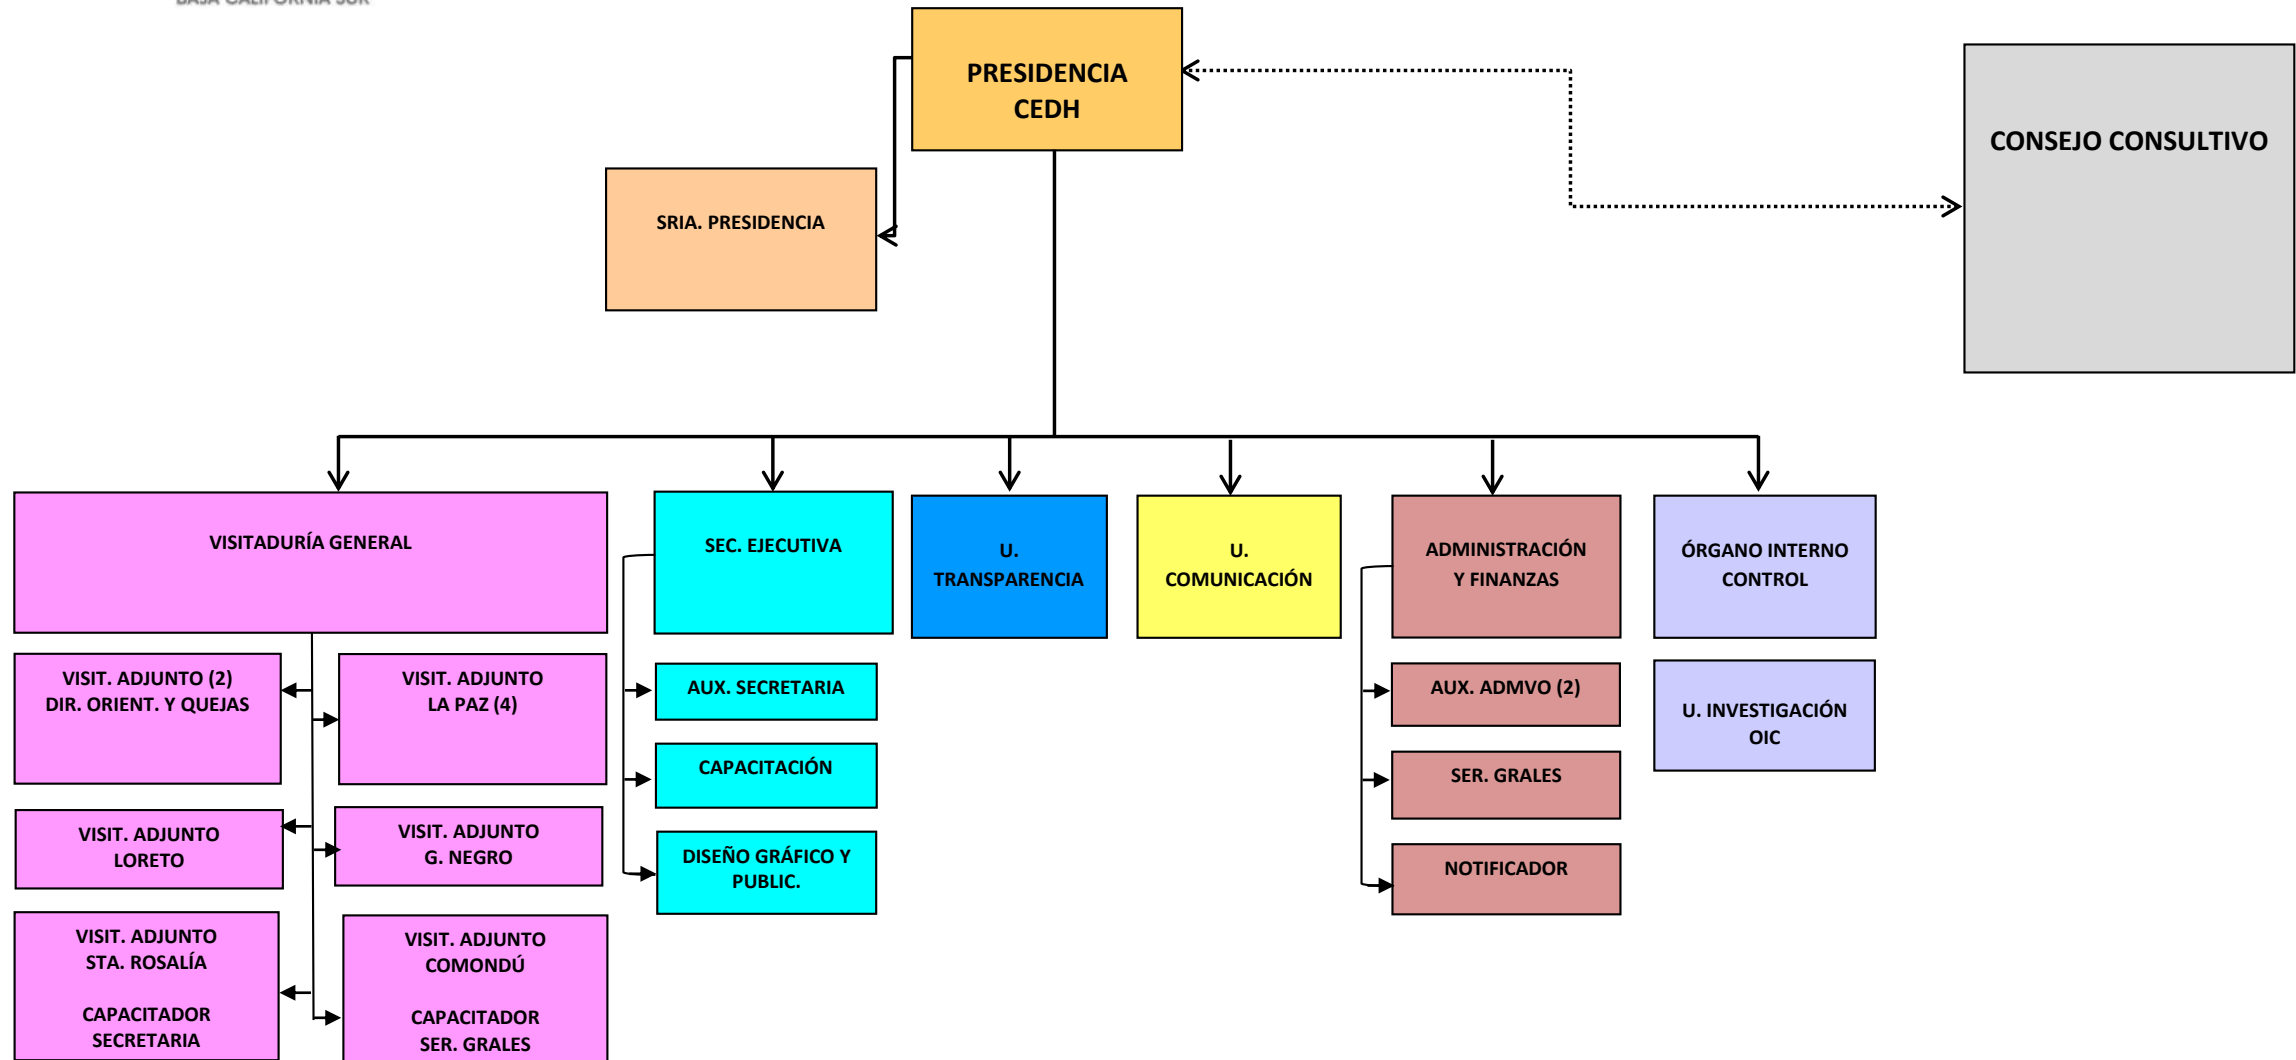 BAJA CALIFORNIA SUR
PRESIDENCIA
CEDH
CONSEJO CONSULTIVO
SRIA. PRESIDENCIA
VISITADURÍA GENERAL
SEC. EJECUTIVA
U.
TRANSPARENCIA
U.
COMUNICACIÓN
ADMINISTRACIÓN
Y FINANZAS
ÓRGANO INTERNO
CONTROL
VISIT. ADJUNTO (2)
DIR. ORIENT. Y QUEJAS
VISIT. ADJUNTO
LA PAZ (4)
AUX. SECRETARIA
AUX. ADMVO (2)
U. INVESTIGACIÓN
OIC
CAPACITACIÓN
SER. GRALES
VISIT. ADJUNTO
LORETO
VISIT. ADJUNTO
G. NEGRO
DISEÑO GRÁFICO Y
PUBLIC.
NOTIFICADOR
VISIT. ADJUNTO
STA. ROSALÍA
CAPACITADOR
SECRETARIA
VISIT. ADJUNTO
COMONDÚ
CAPACITADOR
SER. GRALES